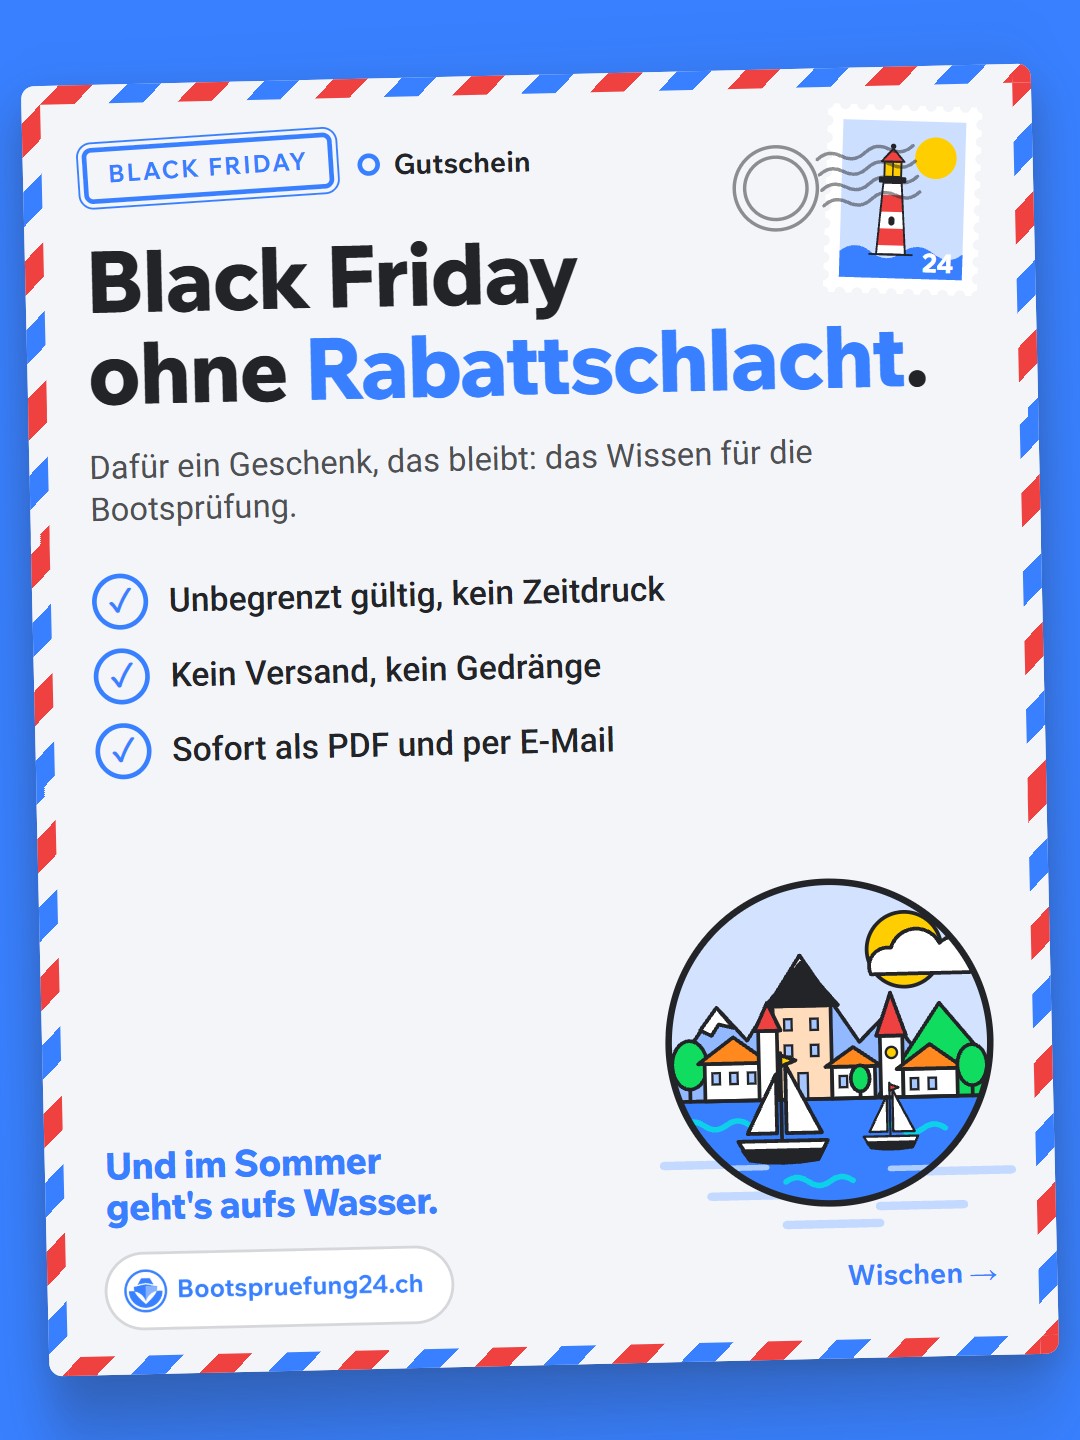 BLACK FRIDAY
Gutschein
24
Black Friday
ohne Rabattschlacht.
Dafür ein Geschenk, das bleibt: das Wissen für die
Bootsprüfung.
Unbegrenzt gültig, kein Zeitdruck
Kein Versand, kein Gedränge
Sofort als PDF und per E-Mail
Und im Sommer
geht's aufs Wasser.
Bootspruefung24.ch
Wischen →